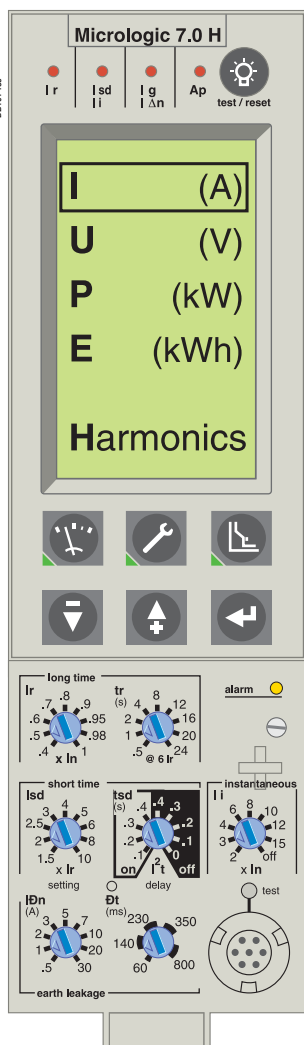 Micrologic 7.0 H
Ir
Isd
Ii
Ig
I∆n
Ap
test / reset
I (A)
U (V)
P (kW)
E (kWh)
Harmonics
long time
Ir
.4 .5 .6 .7 .8 .9 .95 .98 1
x In
tr
(s)
.5 1 2 4 8 12 16 20 24
@ 6 Ir
alarm
short time
Isd
1.5 2 2.5 3 4 5 6 8 10
x Ir
tsd
(s)
.1 .2 .3 .4 .4 .3 .2 .1 0
on I²t off
instantaneous
Ii
2 3 4 6 8 10 12 15 off
x In
setting
delay
test
IÐn
(A)
.5 1 2 3 5 7 10 20 30
Ðt
(ms)
60 140 230 350 800
earth leakage